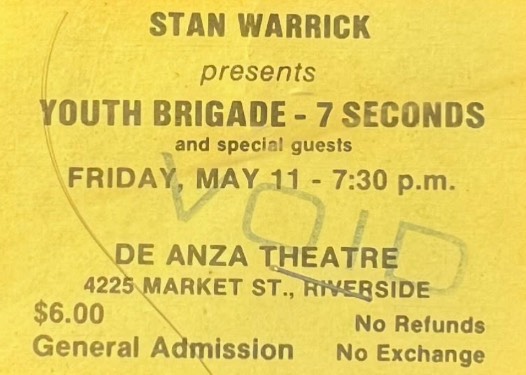 STAN WARRICK
presents
YOUTH BRIGADE - 7 SECONDS
and special guests
FRIDAY, MAY 11 - 7:30 p.m.
VOID
DE ANZA THEATRE
4225 MARKET ST., RIVERSIDE
$6.00
General Admission
No Refunds
No Exchange